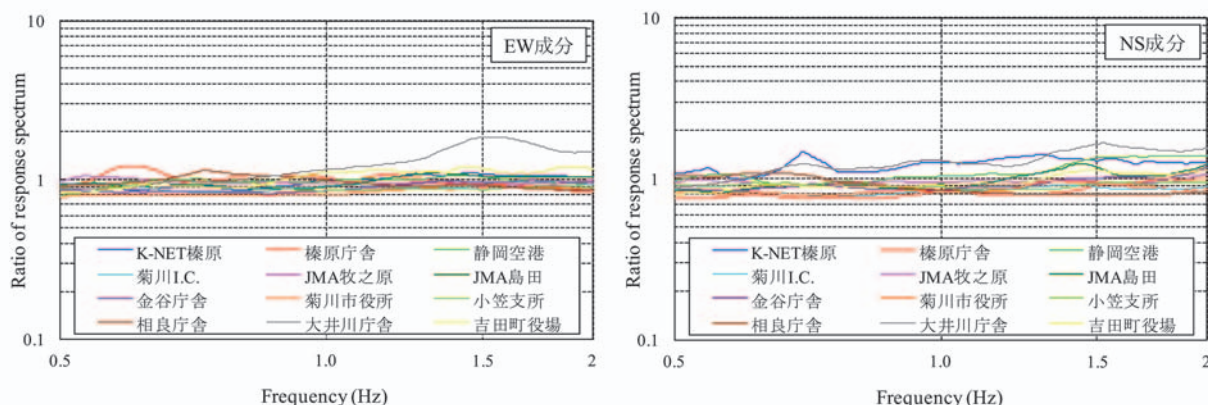 10
EW成分
Ratio of response spectrum
1
K-NET榛原
榛原庁舎
静岡空港
菊川I.C.
JMA牧之原
JMA島田
金谷庁舎
菊川市役所
小笠支所
相良庁舎
大井川庁舎
吉田町役場
0.1
0.5
1.0
1.5
2
Frequency (Hz)
10
NS成分
Ratio of response spectrum
1
K-NET榛原
榛原庁舎
静岡空港
菊川I.C.
JMA牧之原
JMA島田
金谷庁舎
菊川市役所
小笠支所
相良庁舎
大井川庁舎
吉田町役場
0.1
0.5
1.0
1.5
2
Frequency (Hz)